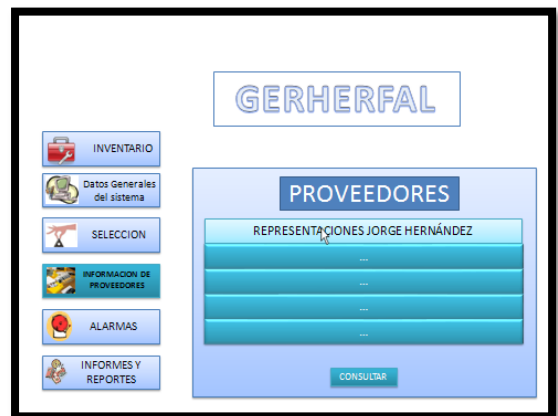 GERHERFAL
INVENTARIO
Datos Generales
del sistema
SELECCION
INFORMACION DE
PROVEEDORES
ALARMAS
INFORMES Y
REPORTES
PROVEEDORES
REPRESENTACIONES JORGE HERNÁNDEZ
...
...
...
...
CONSULTAR